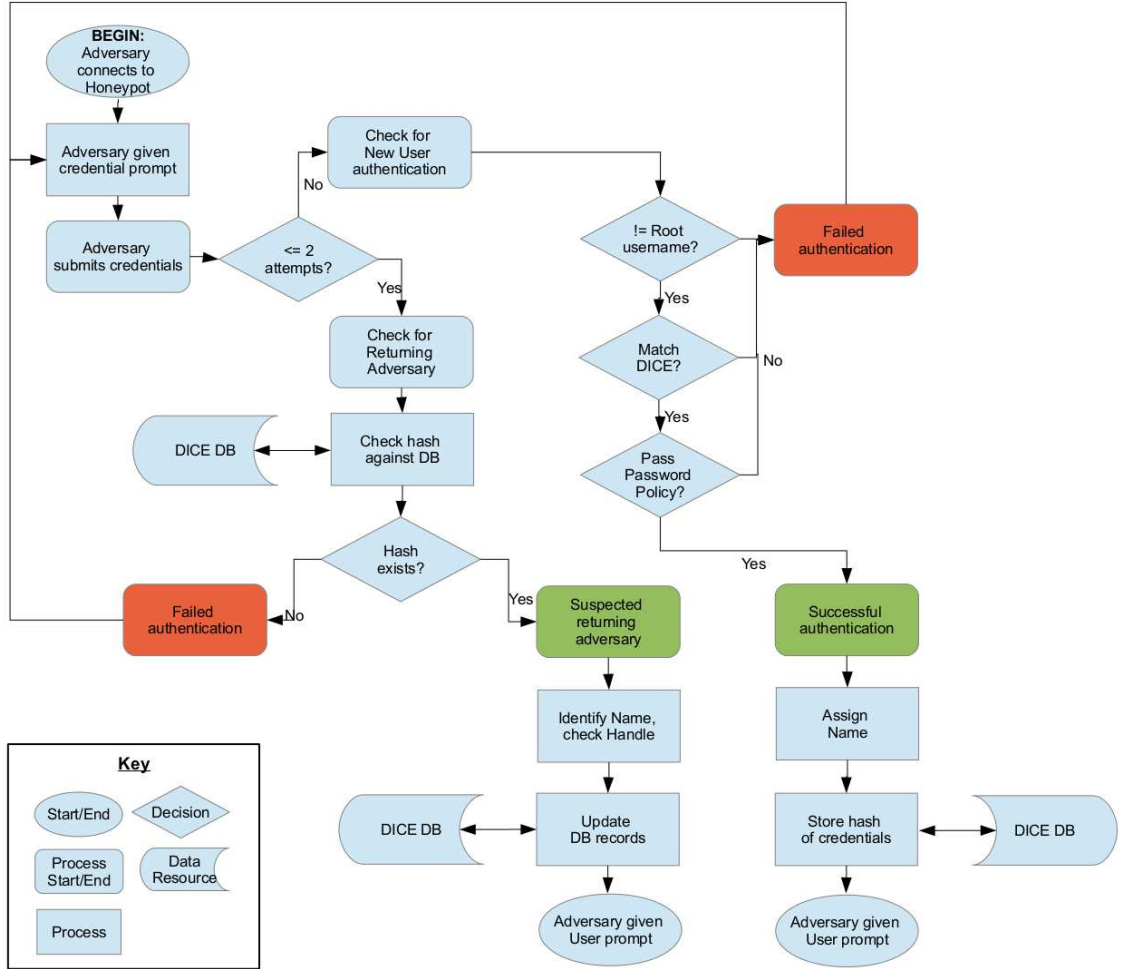 BEGIN:
Adversary
connects to
Honeypot
Adversary given
credential prompt
Adversary
submits credentials
<= 2
attempts?
No
Check for
New User
authentication
!= Root
username?
Failed
authentication
Yes
Yes
Match
DICE?
No
Yes
Pass
Password
Policy?
Yes
Check for
Returning
Adversary
DICE DB
Check hash
against DB
Hash
exists?
No
Failed
authentication
Yes
Suspected
returning
adversary
Successful
authentication
Identify Name,
check Handle
Assign
Name
DICE DB
Update
DB records
Store hash
of credentials
DICE DB
Adversary given
User prompt
Adversary given
User prompt
Key
Start/End
Decision
Process
Start/End
Data
Resource
Process